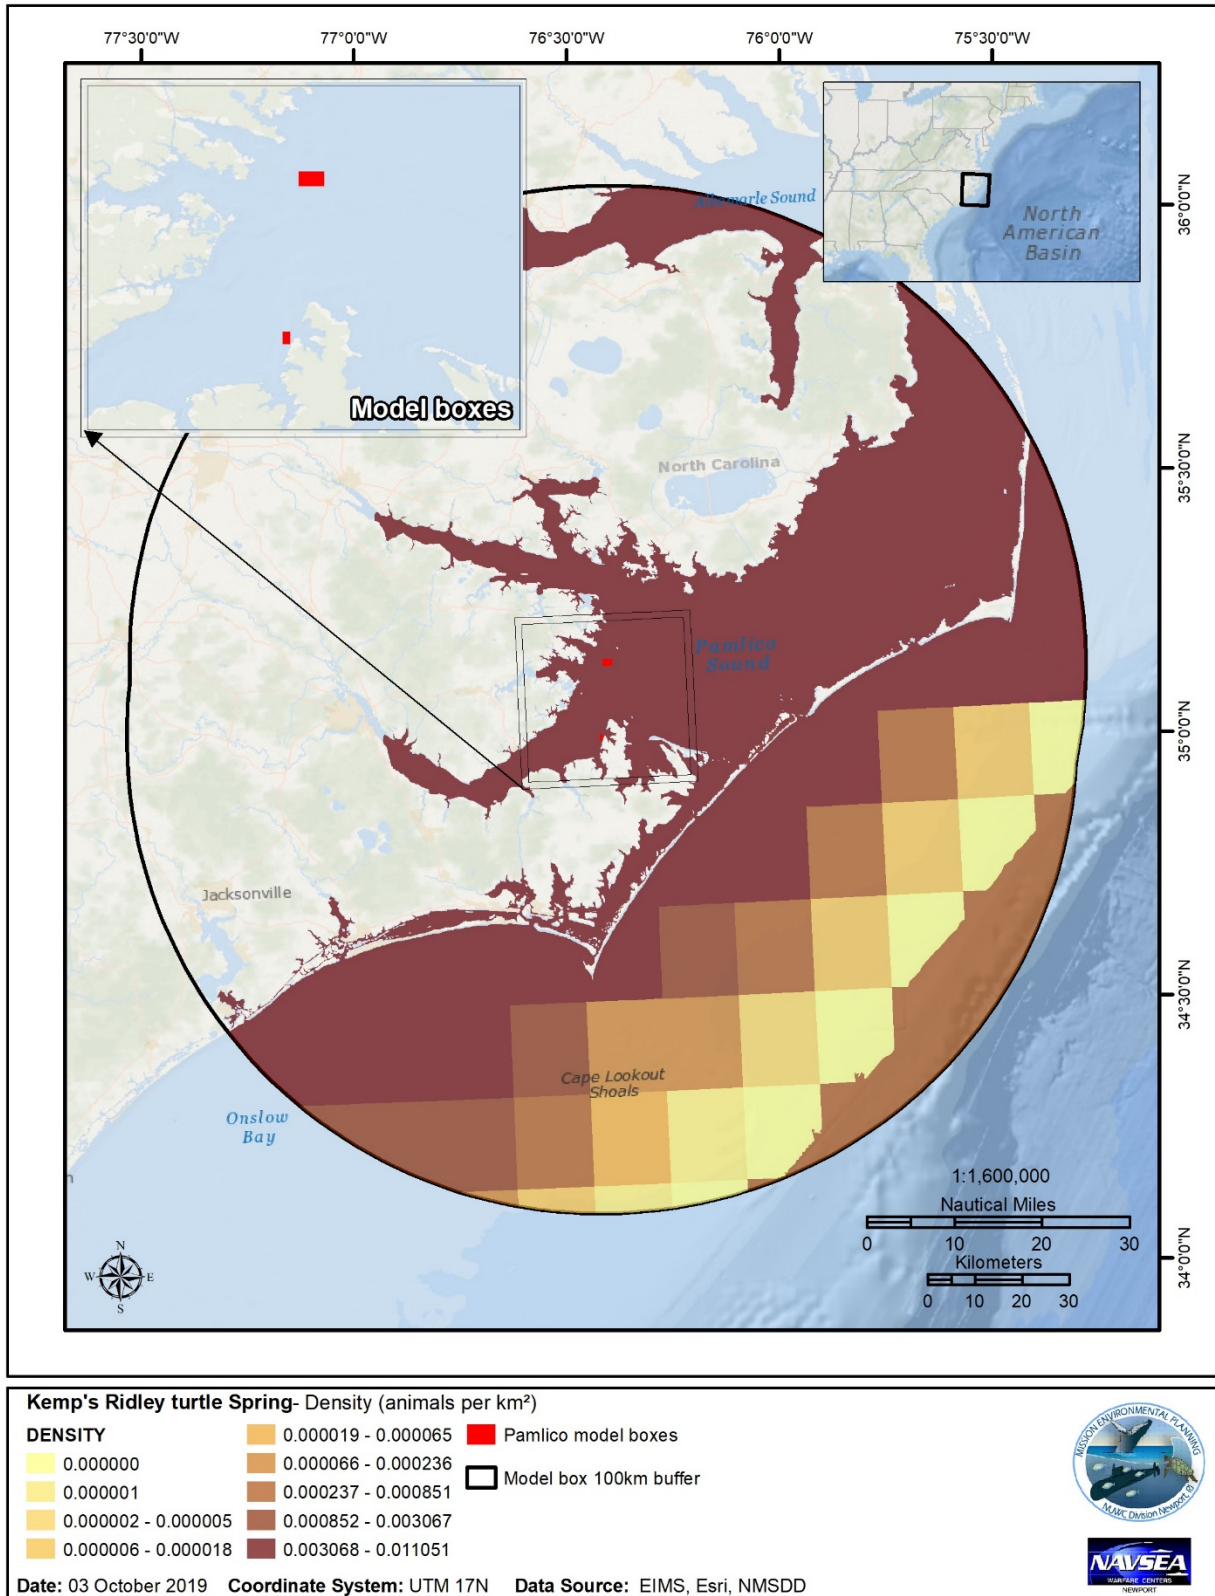 77°30'0"W 77°0'0"W 76°30'0"W 76°0'0"W 75°30'0"W
36°0'0"N
35°30'0"N
35°0'0"N
34°30'0"N
34°0'0"N
Model boxes
Albemarle Sound
North
American
Basin
North Carolina
Pamlico
Sound
Jacksonville
Cape Lookout
Shoals
Onslow
Bay
1:1,600,000
Nautical Miles
0 10 20 30
Kilometers
0 10 20 30
N
W E
S
Kemp's Ridley turtle Spring- Density (animals per km²)
DENSITY
0.000000
0.000001
0.000002 - 0.000005
0.000006 - 0.000018
0.000019 - 0.000065
0.000066 - 0.000236
0.000237 - 0.000851
0.000852 - 0.003067
0.003068 - 0.011051
Pamlico model boxes
Model box 100km buffer
MISSION ENVIRONMENTAL PLANNING
NUWC Division Newport, RI
NAVSEA
WARFARE CENTERS
NEWPORT
Date: 03 October 2019 Coordinate System: UTM 17N Data Source: EIMS, Esri, NMSDD